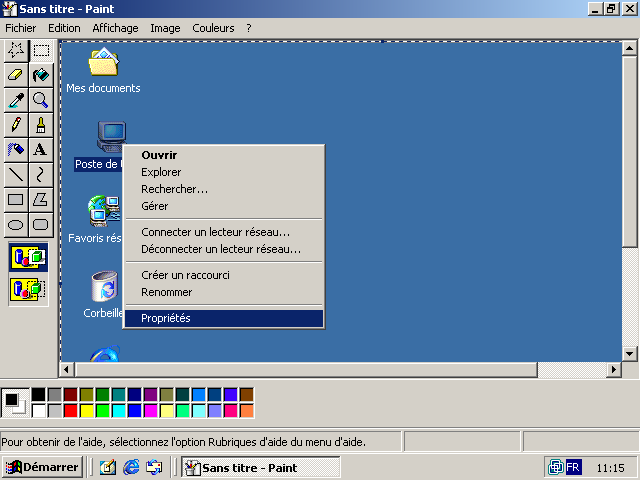 Sans titre - Paint
Fichier Edition Affichage Image Couleurs ?
Mes documents
Poste de
Ouvrir
Explorer
Rechercher...
Gérer
Connecter un lecteur réseau...
Déconnecter un lecteur réseau...
Créer un raccourci
Renommer
Propriétés
Favoris rés
Corbeille
A
Pour obtenir de l'aide, sélectionnez l'option Rubriques d'aide du menu d'aide.
Démarrer
Sans titre - Paint
FR
11:15